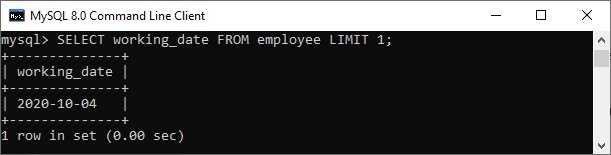 MySQL 8.0 Command Line Client
mysql> SELECT working_date FROM employee LIMIT 1;
+--------------+
| working_date |
+--------------+
| 2020-10-04   |
+--------------+
1 row in set (0.00 sec)